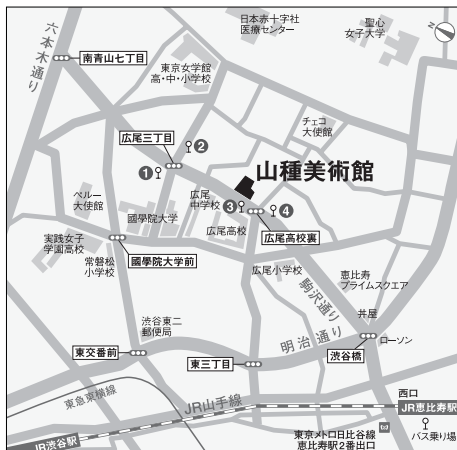 六本木通り
日本赤十字社
医療センター
聖心
女子大学
N
南青山七丁目
東京女学館
高・中・小学校
チェコ
大使館
広尾三丁目
❷
❶
山種美術館
広尾
中学校
❸
❹
ペルー
大使館
國學院大学
広尾高校
広尾高校裏
実践女子
学園高校
常磐松
小学校
國學院大学前
広尾小学校
恵比寿
プライムスクエア
駒沢通り
渋谷東二
郵便局
明治通り
丼屋
ローソン
渋谷橋
東交番前
東三丁目
東急東横線
JR山手線
西口
JR恵比寿駅
バス乗り場
東京メトロ日比谷線
恵比寿駅2番出口
JR渋谷駅